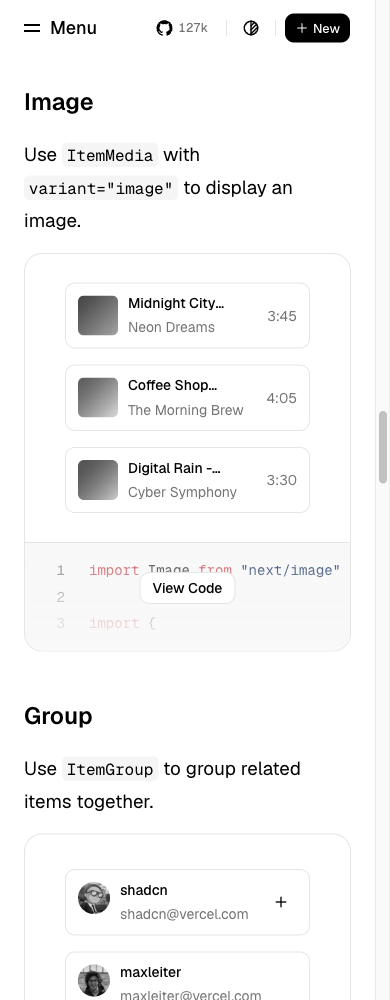 Menu
127k
New
Image
Use ItemMedia with
variant="image" to display an
image.
Midnight City...
Neon Dreams
3:45
Coffee Shop...
The Morning Brew
4:05
Digital Rain -...
Cyber Symphony
3:30
1 import Image from "next/image"
View Code
2
3 import {
Group
Use ItemGroup to group related
items together.
shadcn
shadcn@vercel.com
maxleiter
maxleiter@vercel.com